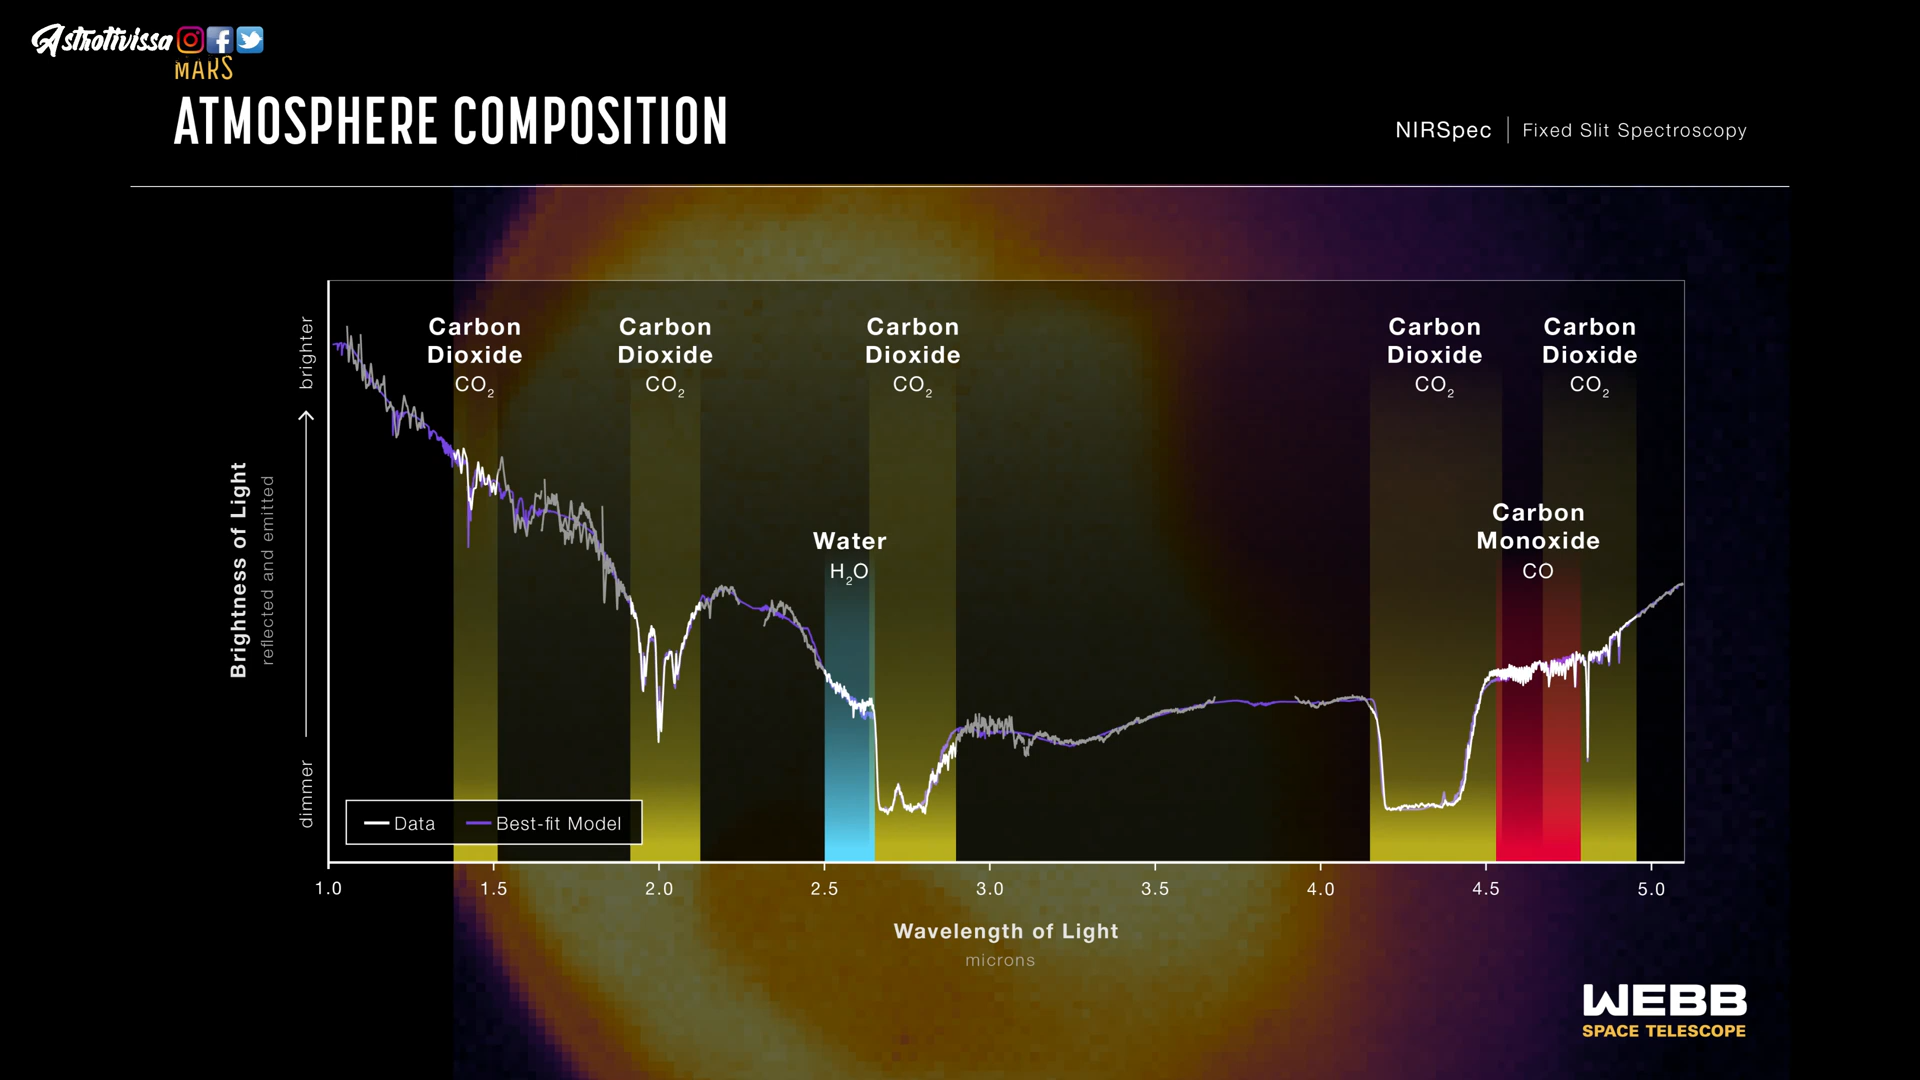 Astrotivissa
MARS
ATMOSPHERE COMPOSITION
NIRSpec | Fixed Slit Spectroscopy
brighter
dimmer
Brightness of Light
reflected and emitted
Carbon
Dioxide
CO₂
Carbon
Dioxide
CO₂
Carbon
Dioxide
CO₂
Carbon
Dioxide
CO₂
Carbon
Dioxide
CO₂
Water
H₂O
Carbon
Monoxide
CO
Data
Best-fit Model
1.0 1.5 2.0 2.5 3.0 3.5 4.0 4.5 5.0
Wavelength of Light
microns
WEBB
SPACE TELESCOPE